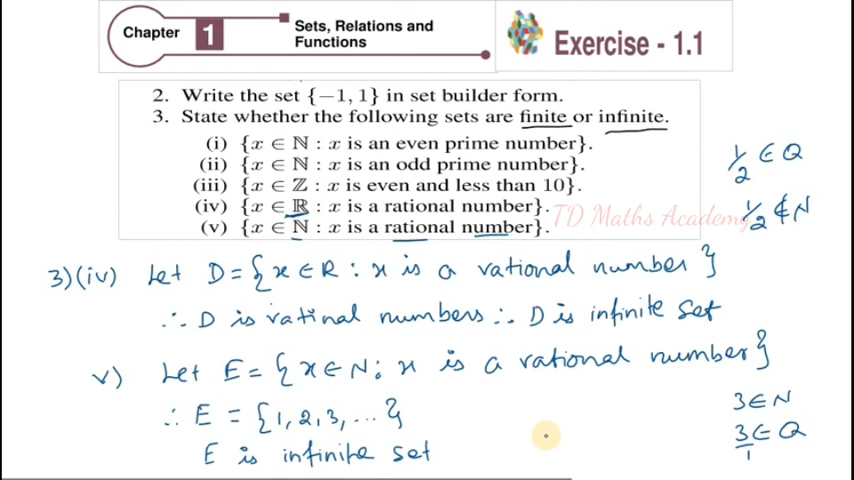 Chapter 1
Sets, Relations and
Functions
Exercise - 1.1
2. Write the set {−1, 1} in set builder form.
3. State whether the following sets are finite or infinite.
(i) {x ∈ ℕ : x is an even prime number}.
(ii) {x ∈ ℕ : x is an odd prime number}.
(iii) {x ∈ ℤ : x is even and less than 10}.
(iv) {x ∈ ℝ : x is a rational number}.
(v) {x ∈ ℕ : x is a rational number}.
1/2 ∈ Q
1/2 ∉ N
TD Maths Academy
3)(iv) Let D = {x ∈ R : x is a rational number}
∴ D is ratinal numbers ∴ D is infinite set
v) Let E = {x ∈ N ; x is a rational number}
∴ E = {1, 2, 3, ...}
E is infinite set
3 ∈ N
3/1 ∈ Q